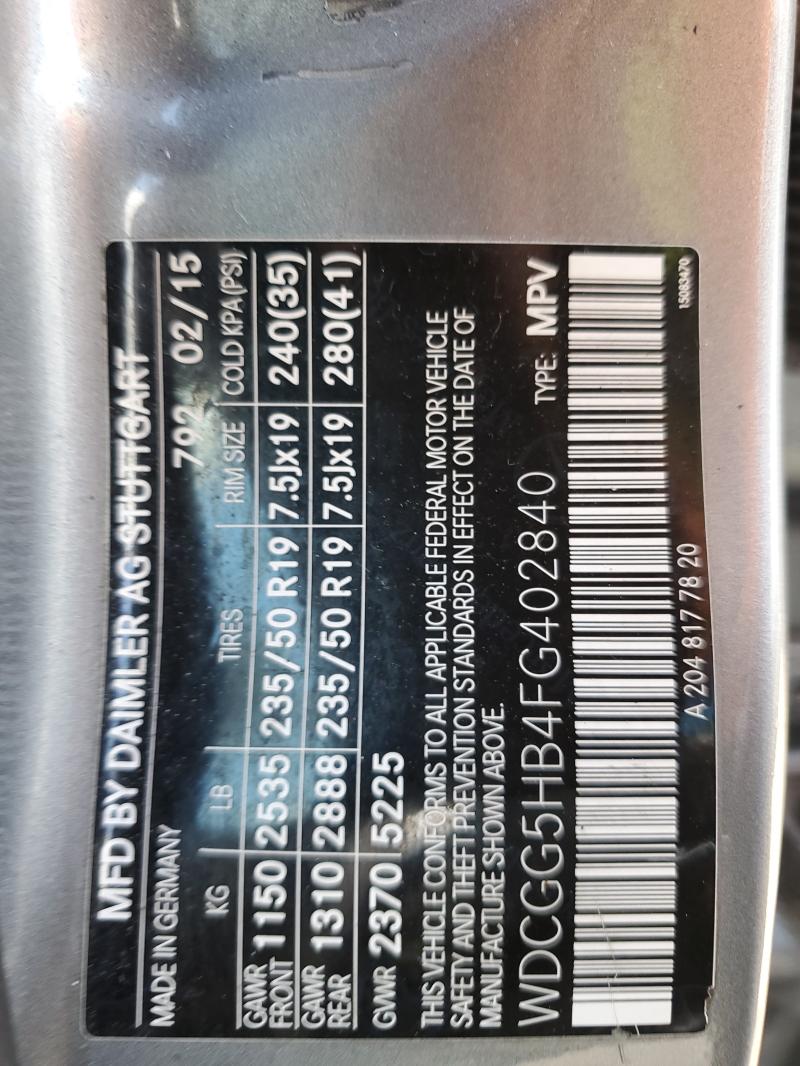 MFD BY DAIMLER AG STUTTGART
MADE IN GERMANY 792 02/15
KG LB TIRES RIM SIZE COLD KPA(PSI)
GAWR FRONT 1150 2535 235/50 R19 7.5Jx19 240(35)
GAWR REAR 1310 2888 235/50 R19 7.5Jx19 280(41)
GVWR 2370 5225
THIS VEHICLE CONFORMS TO ALL APPLICABLE FEDERAL MOTOR VEHICLE
SAFETY AND THEFT PREVENTION STANDARDS IN EFFECT ON THE DATE OF
MANUFACTURE SHOWN ABOVE.
WDCGG5HB4FG402840 TYPE: MPV
A 204 817 78 20
15083470